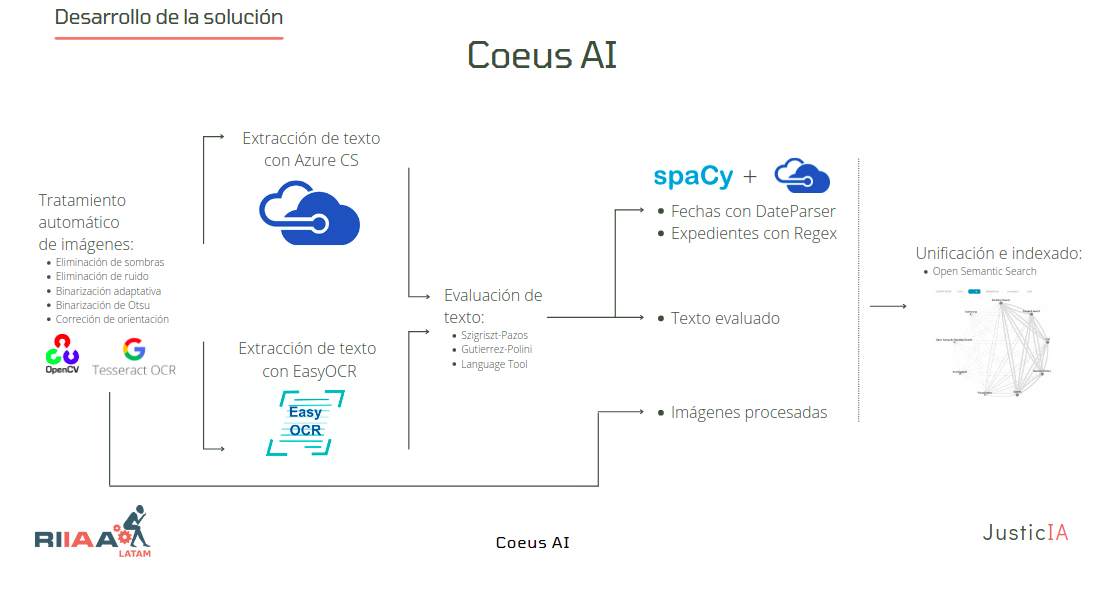 Desarrollo de la solución
Coeus AI
Tratamiento
automático
de imágenes:
• Eliminación de sombras
• Eliminación de ruido
• Binarización adaptativa
• Binarización de Otsu
• Correción de orientación
OpenCV
Tesseract OCR
Extracción de texto
con Azure CS
Extracción de texto
con EasyOCR
Easy
OCR
Evaluación de
texto:
• Szigriszt-Pazos
• Gutierrez-Polini
• Language Tool
spaCy +
• Fechas con DateParser
• Expedientes con Regex
• Texto evaluado
• Imágenes procesadas
Unificación e indexado:
• Open Semantic Search
RIIAA
LATAM
Coeus AI
JusticIA